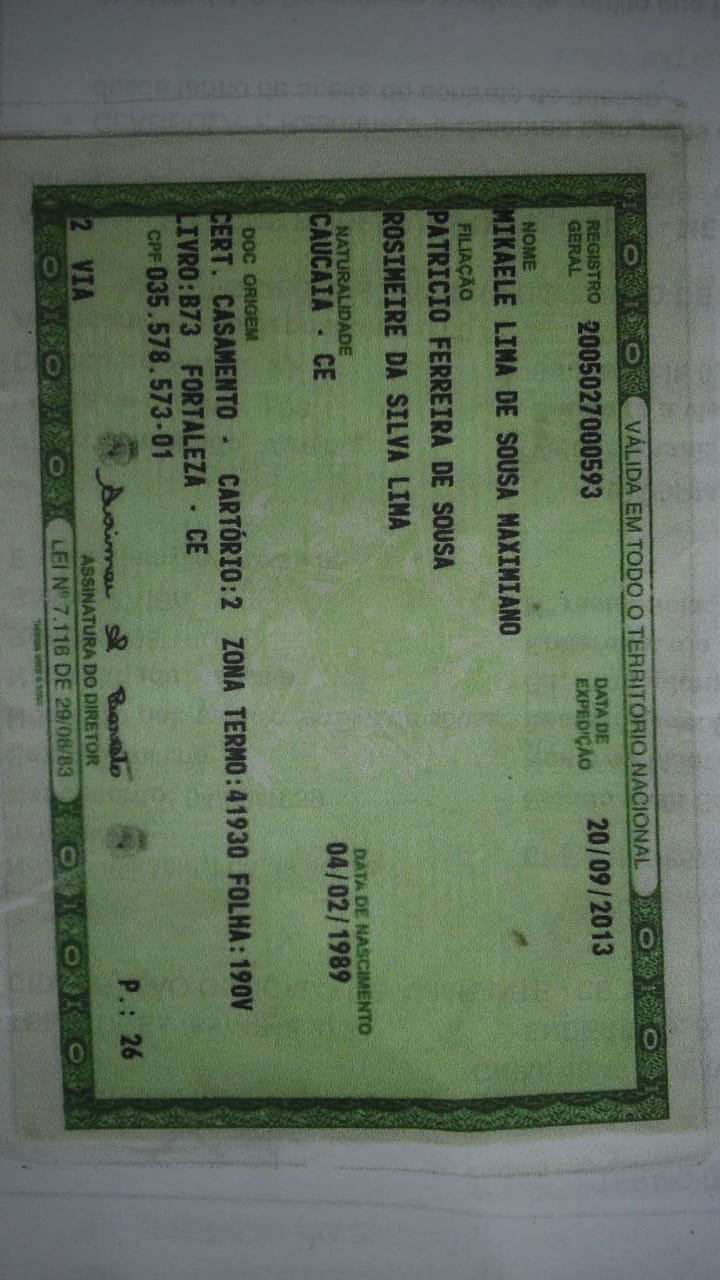 VÁLIDA EM TODO O TERRITÓRIO NACIONAL
REGISTRO GERAL 2005027000593 DATA DE EXPEDIÇÃO 20/09/2013
NOME
MIKAELE LIMA DE SOUSA MAXIMIANO
FILIAÇÃO
PATRICIO FERREIRA DE SOUSA
ROSIMEIRE DA SILVA LIMA
NATURALIDADE DATA DE NASCIMENTO
CAUCAIA - CE 04/02/1989
DOC ORIGEM
CERT. CASAMENTO - CARTÓRIO:2 ZONA TERMO:41930 FOLHA:190V
LIVRO:B73 FORTALEZA - CE
CPF 035.578.573-01
2 VIA P.: 26
ASSINATURA DO DIRETOR
LEI Nº 7.116 DE 29/08/83